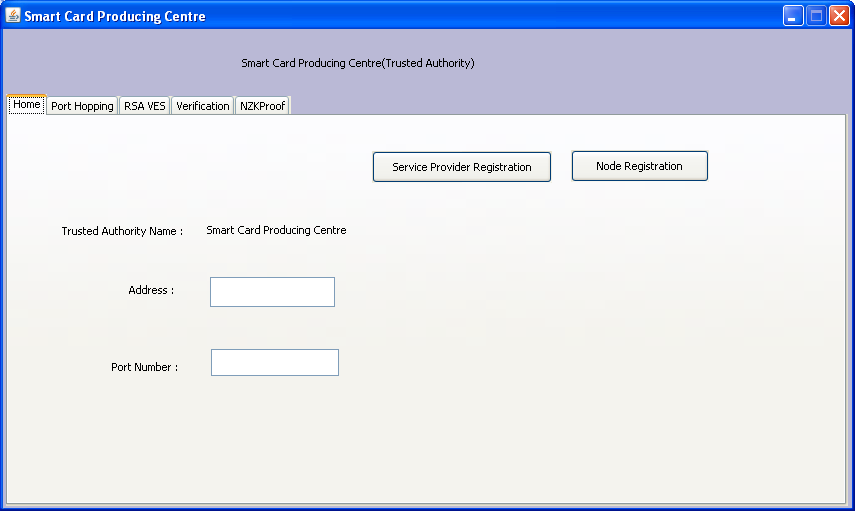 Smart Card Producing Centre
Smart Card Producing Centre(Trusted Authority)
Home Port Hopping RSA VES Verification NZKProof
Service Provider Registration Node Registration
Trusted Authority Name : Smart Card Producing Centre
Address :
Port Number :